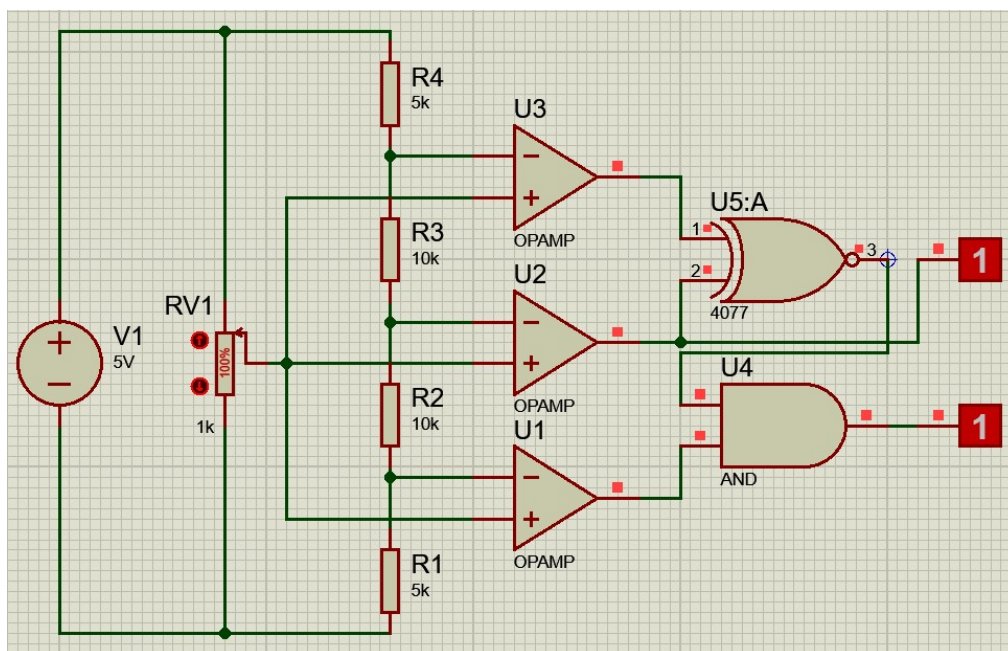 R4
5k
U3
OPAMP
R3
10k
U5:A
1
2
3
4077
1
U2
OPAMP
RV1
100%
1k
V1
5V
R2
10k
U4
AND
1
U1
OPAMP
R1
5k